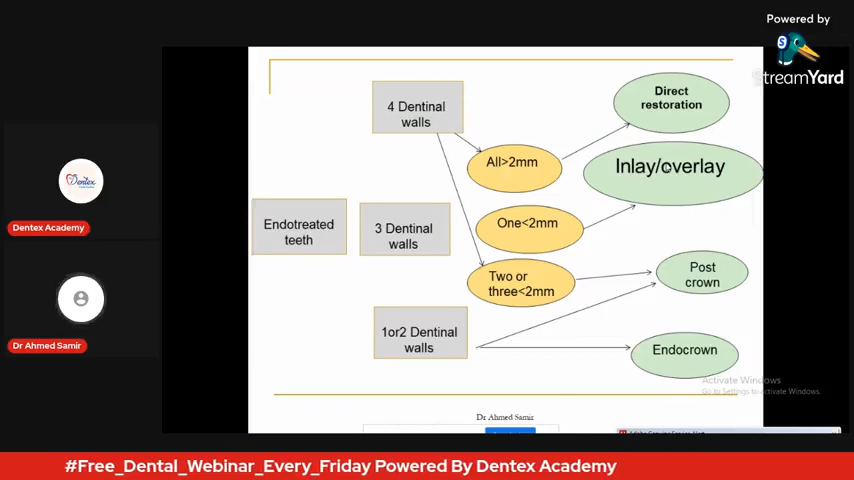 Powered by
StreamYard
4 Dentinal
walls
Direct
restoration
All>2mm
Inlay/overlay
Endotreated
teeth
3 Dentinal
walls
One<2mm
Two or
three<2mm
Post
crown
1or2 Dentinal
walls
Endocrown
Dentex
Dentex Academy
Dr Ahmed Samir
Activate Windows
Go to Settings to activate Windows.
Dr Ahmed Samir
#Free_Dental_Webinar_Every_Friday Powered By Dentex Academy